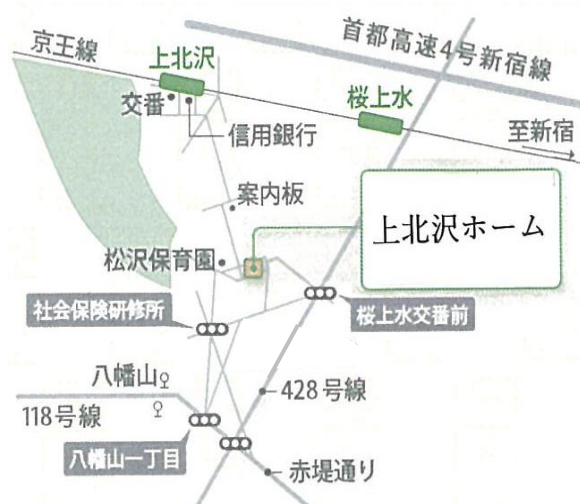 首都高速4号新宿線
京王線
上北沢
桜上水
交番
信用銀行
至新宿
案内板
上北沢ホーム
松沢保育園
社会保険研修所
桜上水交番前
八幡山
428号線
118号線
八幡山一丁目
赤堤通り